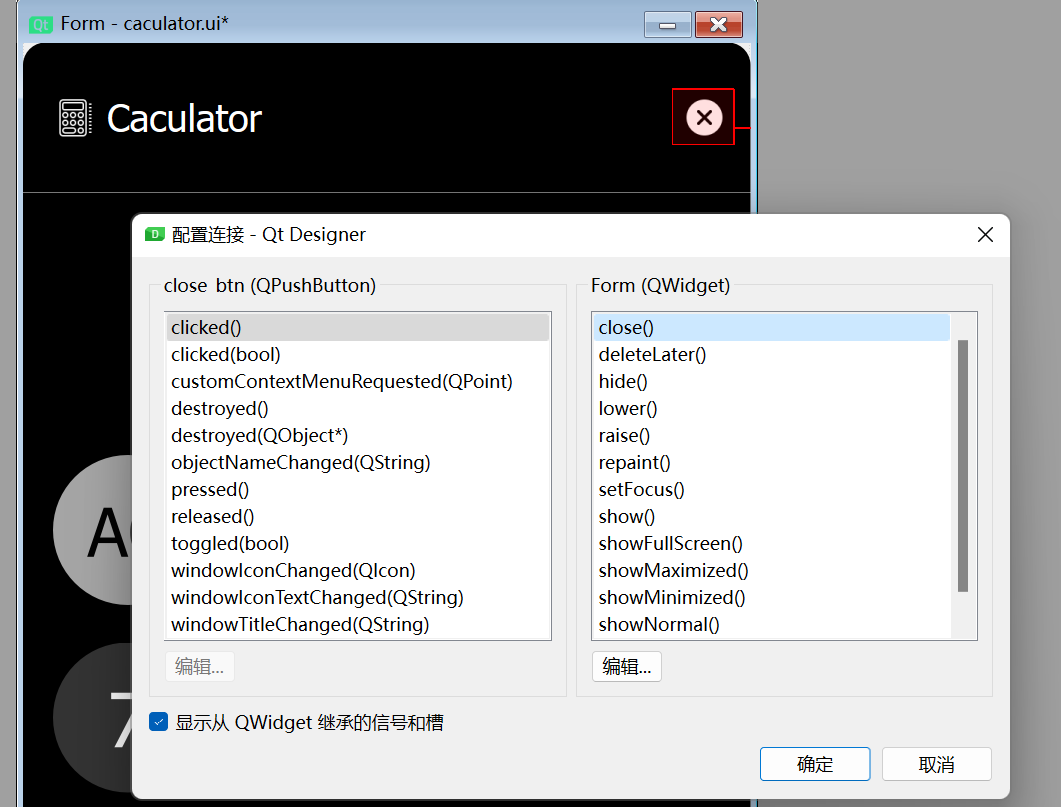 Qt Form - caculator.ui*
Caculator
D 配置连接 - Qt Designer
close btn (QPushButton)
clicked()
clicked(bool)
customContextMenuRequested(QPoint)
destroyed()
destroyed(QObject*)
objectNameChanged(QString)
pressed()
released()
toggled(bool)
windowIconChanged(QIcon)
windowIconTextChanged(QString)
windowTitleChanged(QString)
编辑...
Form (QWidget)
close()
deleteLater()
hide()
lower()
raise()
repaint()
setFocus()
show()
showFullScreen()
showMaximized()
showMinimized()
showNormal()
编辑...
显示从 QWidget 继承的信号和槽
确定
取消
A
7